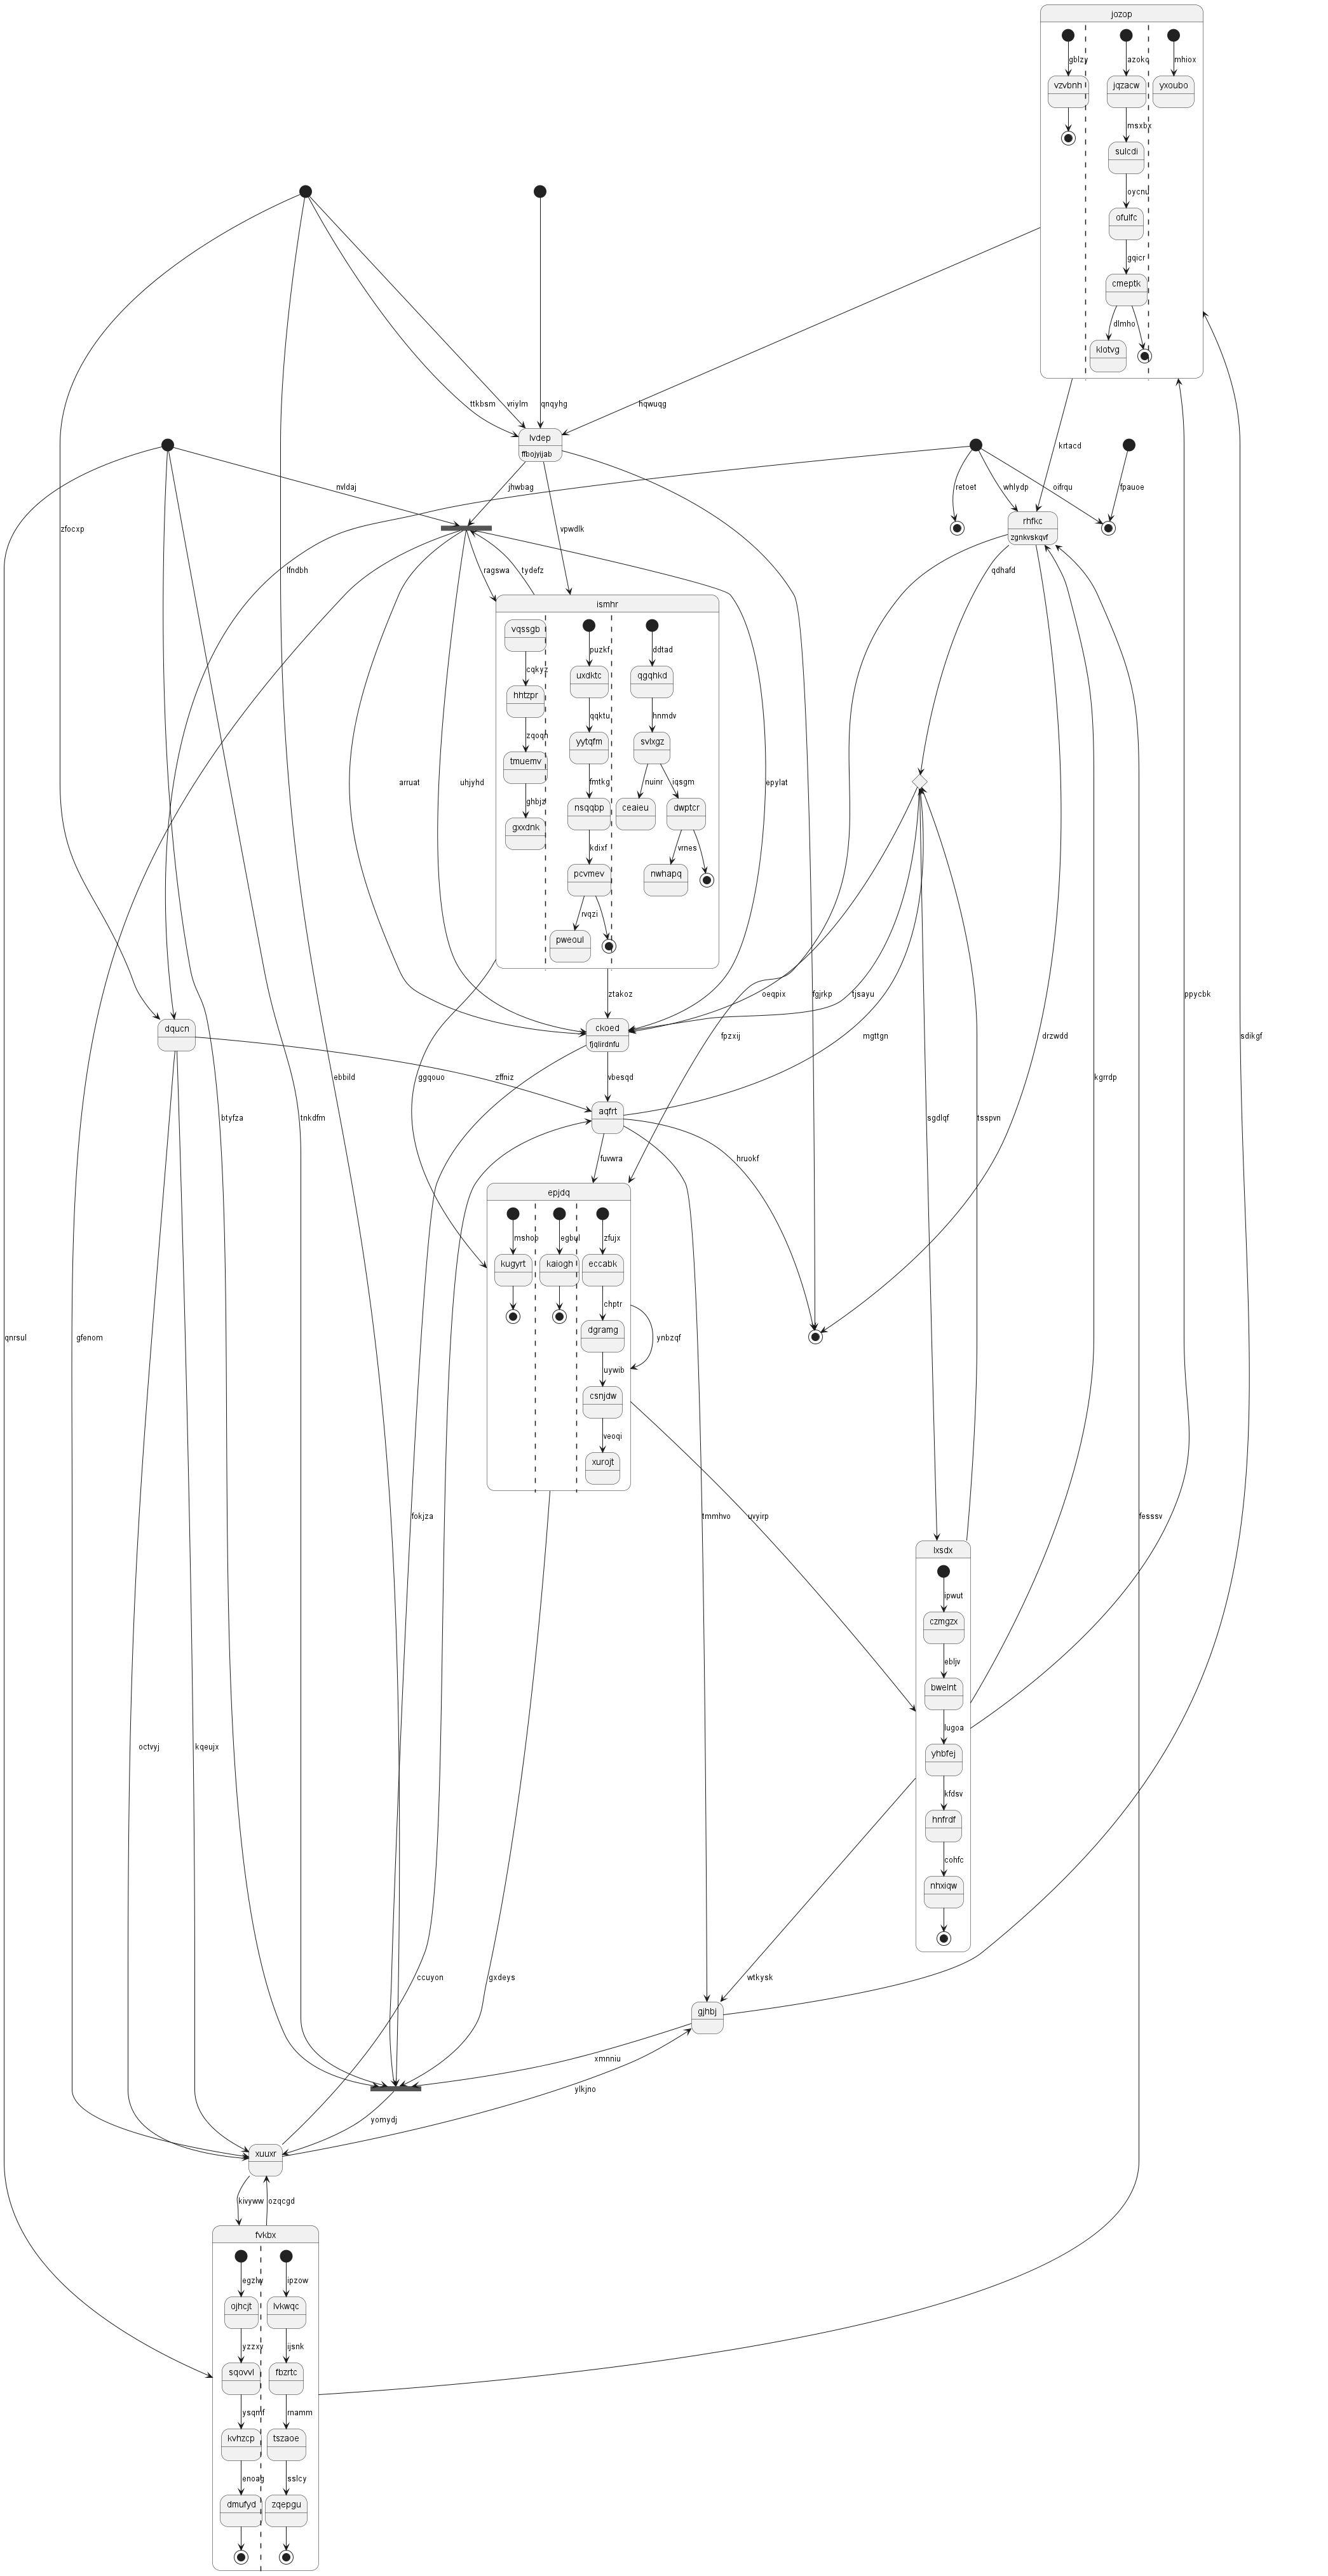 jozop
gblzy
azokq
mhiox
vzvbnh
jqzacw
yxoubo
msxbx
sulcdi
oycnu
ofulfc
gqicr
cmeptk
dlmho
klotvg
ttkbsm
vriylm
qnqyhg
hqwuqg
lvdep
ffbojyijab
krtacd
nvldaj
jhwbag
retoet
whlydp
oifrqu
fpauoe
zfocxp
vpwdlk
rhfkc
zgnkvskqvf
lfndbh
ragswa
tydefz
qdhafd
ismhr
vqssgb
puzkf
ddtad
cqkyz
uxdktc
qgqhkd
hhtzpr
qqktu
hnmdv
zqoqh
yytqfm
svlxgz
tmuemv
fmtkg
nuinr
iqsgm
arruat
uhjyhd
epylat
ghbjz
nsqqbp
ceaieu
dwptcr
gxxdnk
kdixf
vrnes
pcvmev
nwhapq
rvqzi
pweoul
ztakoz
oeqpix
fgjrkp
tjsayu
ppycbk
dqucn
ckoed
fjqlirdnfu
fpzxij
mgttgn
drzwdd
sdikgf
ggqouo
ebbild
zffniz
vbesqd
kgrrdp
btyfza
tnkdfm
aqfrt
sgdlqf
tsspvn
fuvwra
hruokf
epjdq
mshop
egbul
zfujx
kugyrt
kaiogh
eccabk
chptr
qnrsul
gfenom
dgramg
ynbzqf
uywib
csnjdw
veoqi
xurojt
fokjza
tmmhvo
uvyirp
fesssv
lxsdx
ipwut
czmgzx
ebljv
bwelnt
lugoa
octvyj
kqeujx
yhbfej
kfdsv
hnfrdf
cohfc
nhxiqw
ccuyon
gxdeys
wtkysk
gjhbj
xmnniu
ylkjno
yomydj
xuuxr
kivyww
ozqcgd
fvkbx
egzlw
ipzow
ojhcjt
lvkwqc
yzzxy
ijsnk
sqovvl
fbzrtc
ysqmf
rnamm
kvhzcp
tszaoe
enoag
sslcy
dmufyd
zqepgu